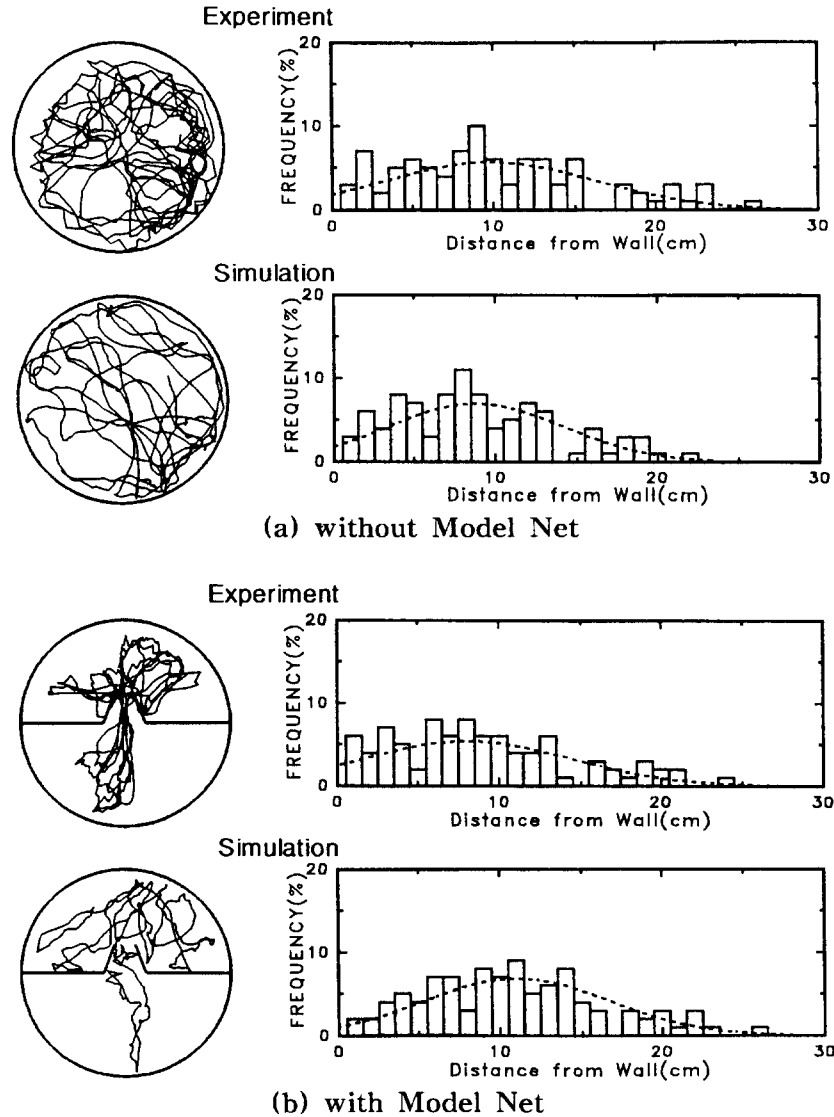 Experiment
20
10
0
FREQUENCY(%)
0 10 20 30
Distance from Wall(cm)
Simulation
20
10
0
FREQUENCY(%)
0 10 20 30
Distance from Wall(cm)
(a) without Model Net
Experiment
20
10
0
FREQUENCY(%)
0 10 20 30
Distance from Wall(cm)
Simulation
20
10
0
FREQUENCY(%)
0 10 20 30
Distance from Wall(cm)
(b) with Model Net